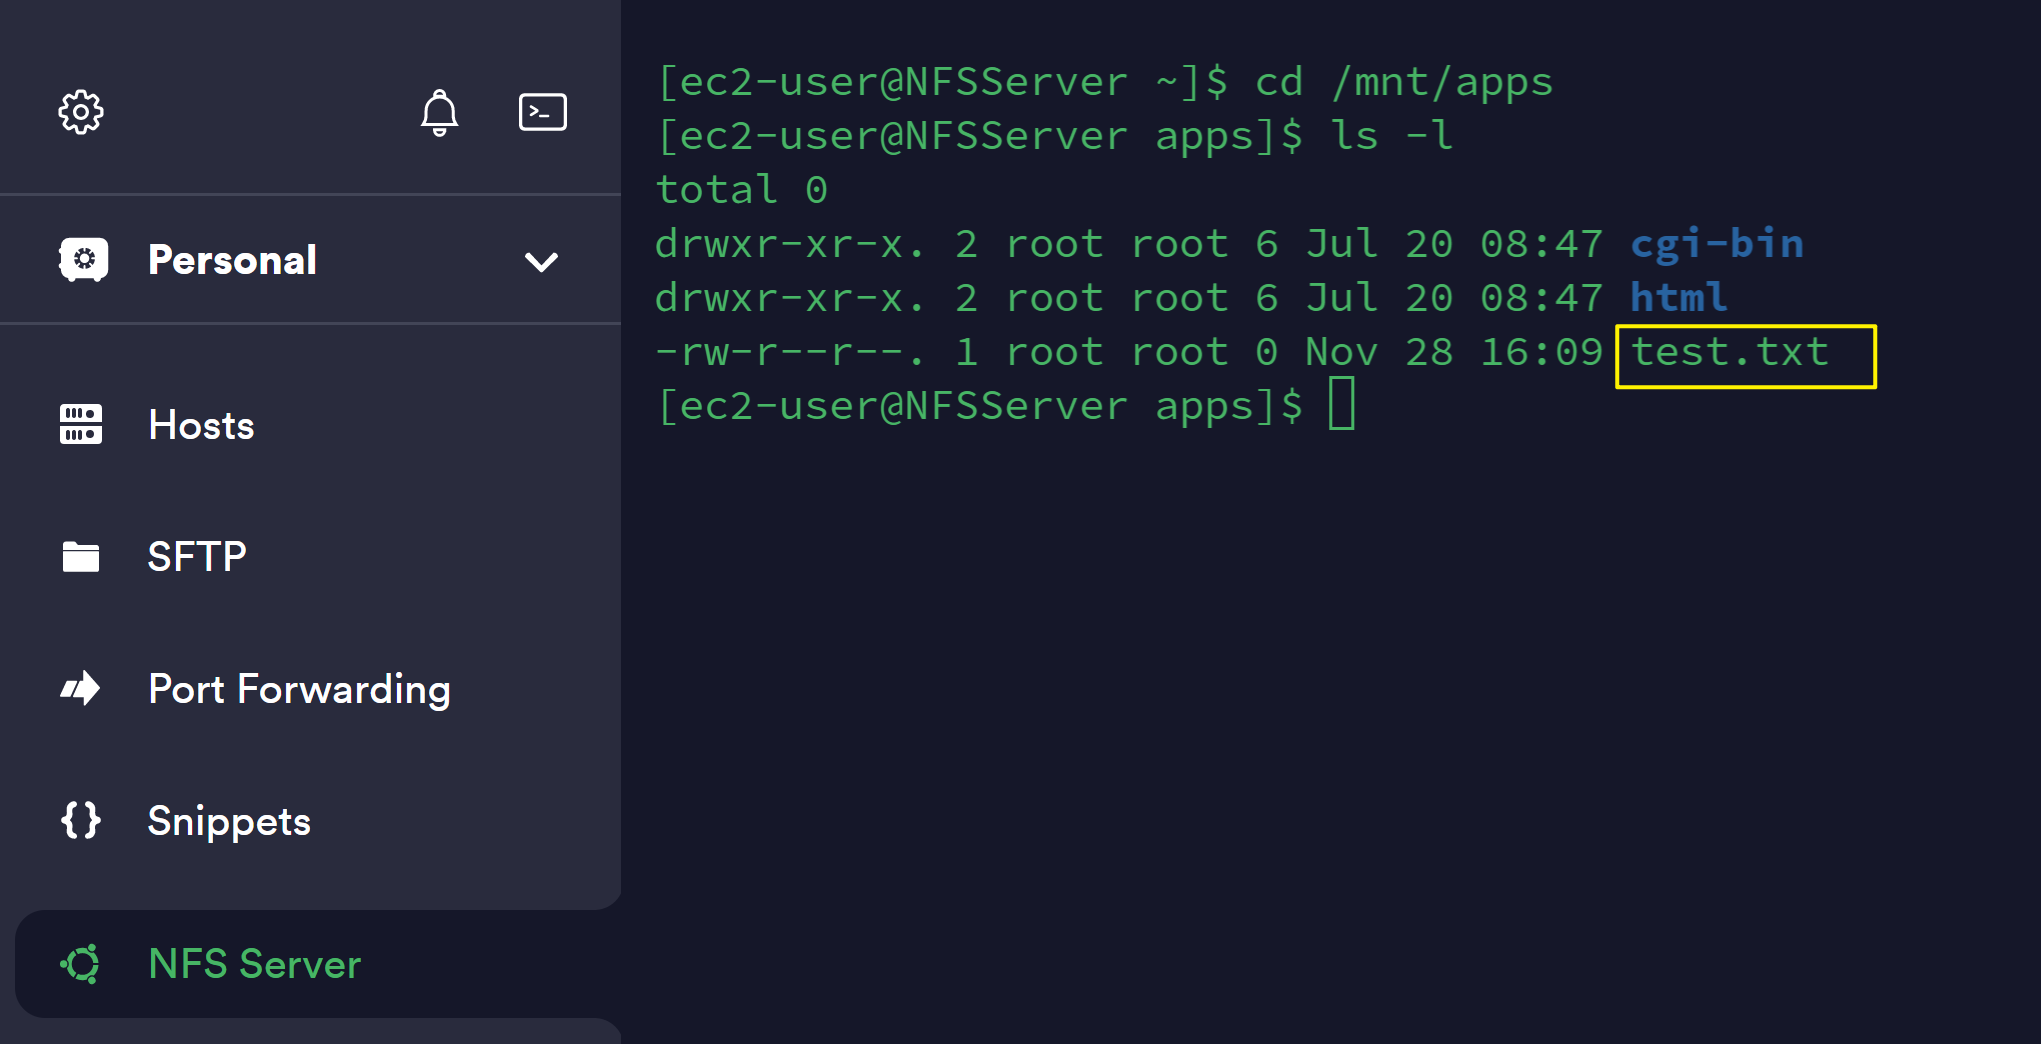 Personal
Hosts
SFTP
Port Forwarding
Snippets
NFS Server
[ec2-user@NFSServer ~]$ cd /mnt/apps
[ec2-user@NFSServer apps]$ ls -l
total 0
drwxr-xr-x. 2 root root 6 Jul 20 08:47 cgi-bin
drwxr-xr-x. 2 root root 6 Jul 20 08:47 html
-rw-r--r--. 1 root root 0 Nov 28 16:09 test.txt
[ec2-user@NFSServer apps]$